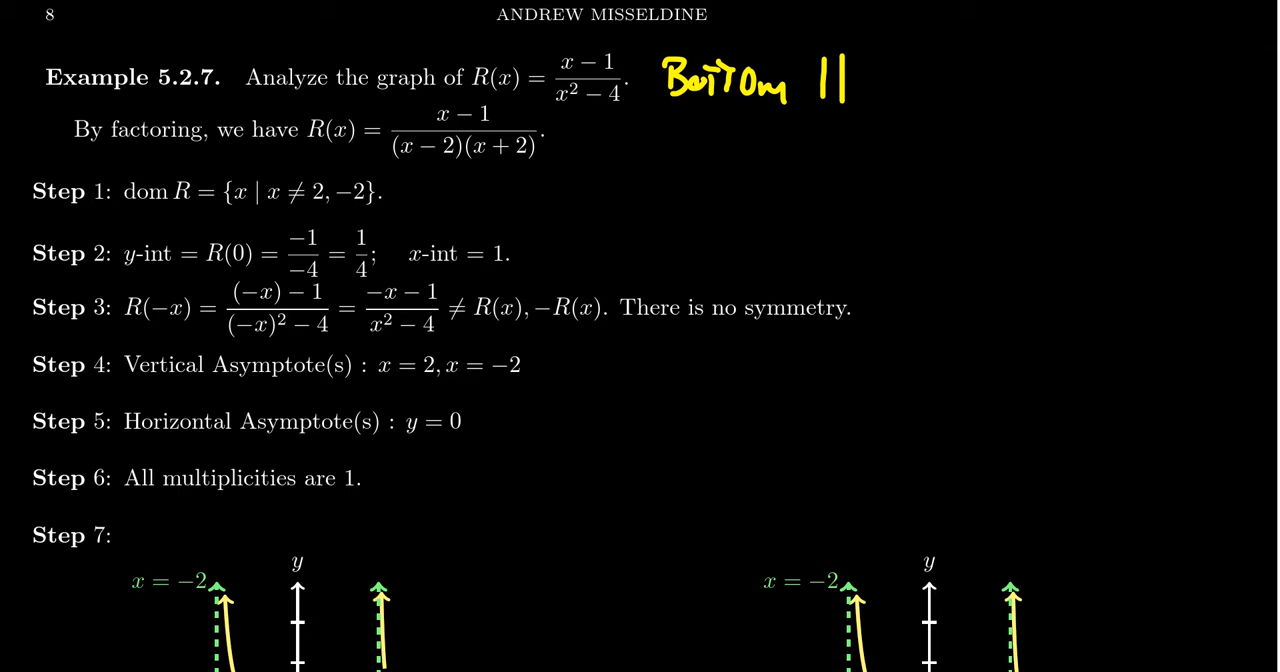 8
ANDREW MISSELDINE
Example 5.2.7. Analyze the graph of R(x) = (x − 1)/(x² − 4). Bottom ||
By factoring, we have R(x) = (x − 1)/((x − 2)(x + 2)).
Step 1: dom R = {x | x ≠ 2, −2}.
Step 2: y-int = R(0) = −1/−4 = 1/4; x-int = 1.
Step 3: R(−x) = ((−x) − 1)/((−x)² − 4) = (−x − 1)/(x² − 4) ≠ R(x), −R(x). There is no symmetry.
Step 4: Vertical Asymptote(s) : x = 2, x = −2
Step 5: Horizontal Asymptote(s) : y = 0
Step 6: All multiplicities are 1.
Step 7:
y y
x = −2 x = −2